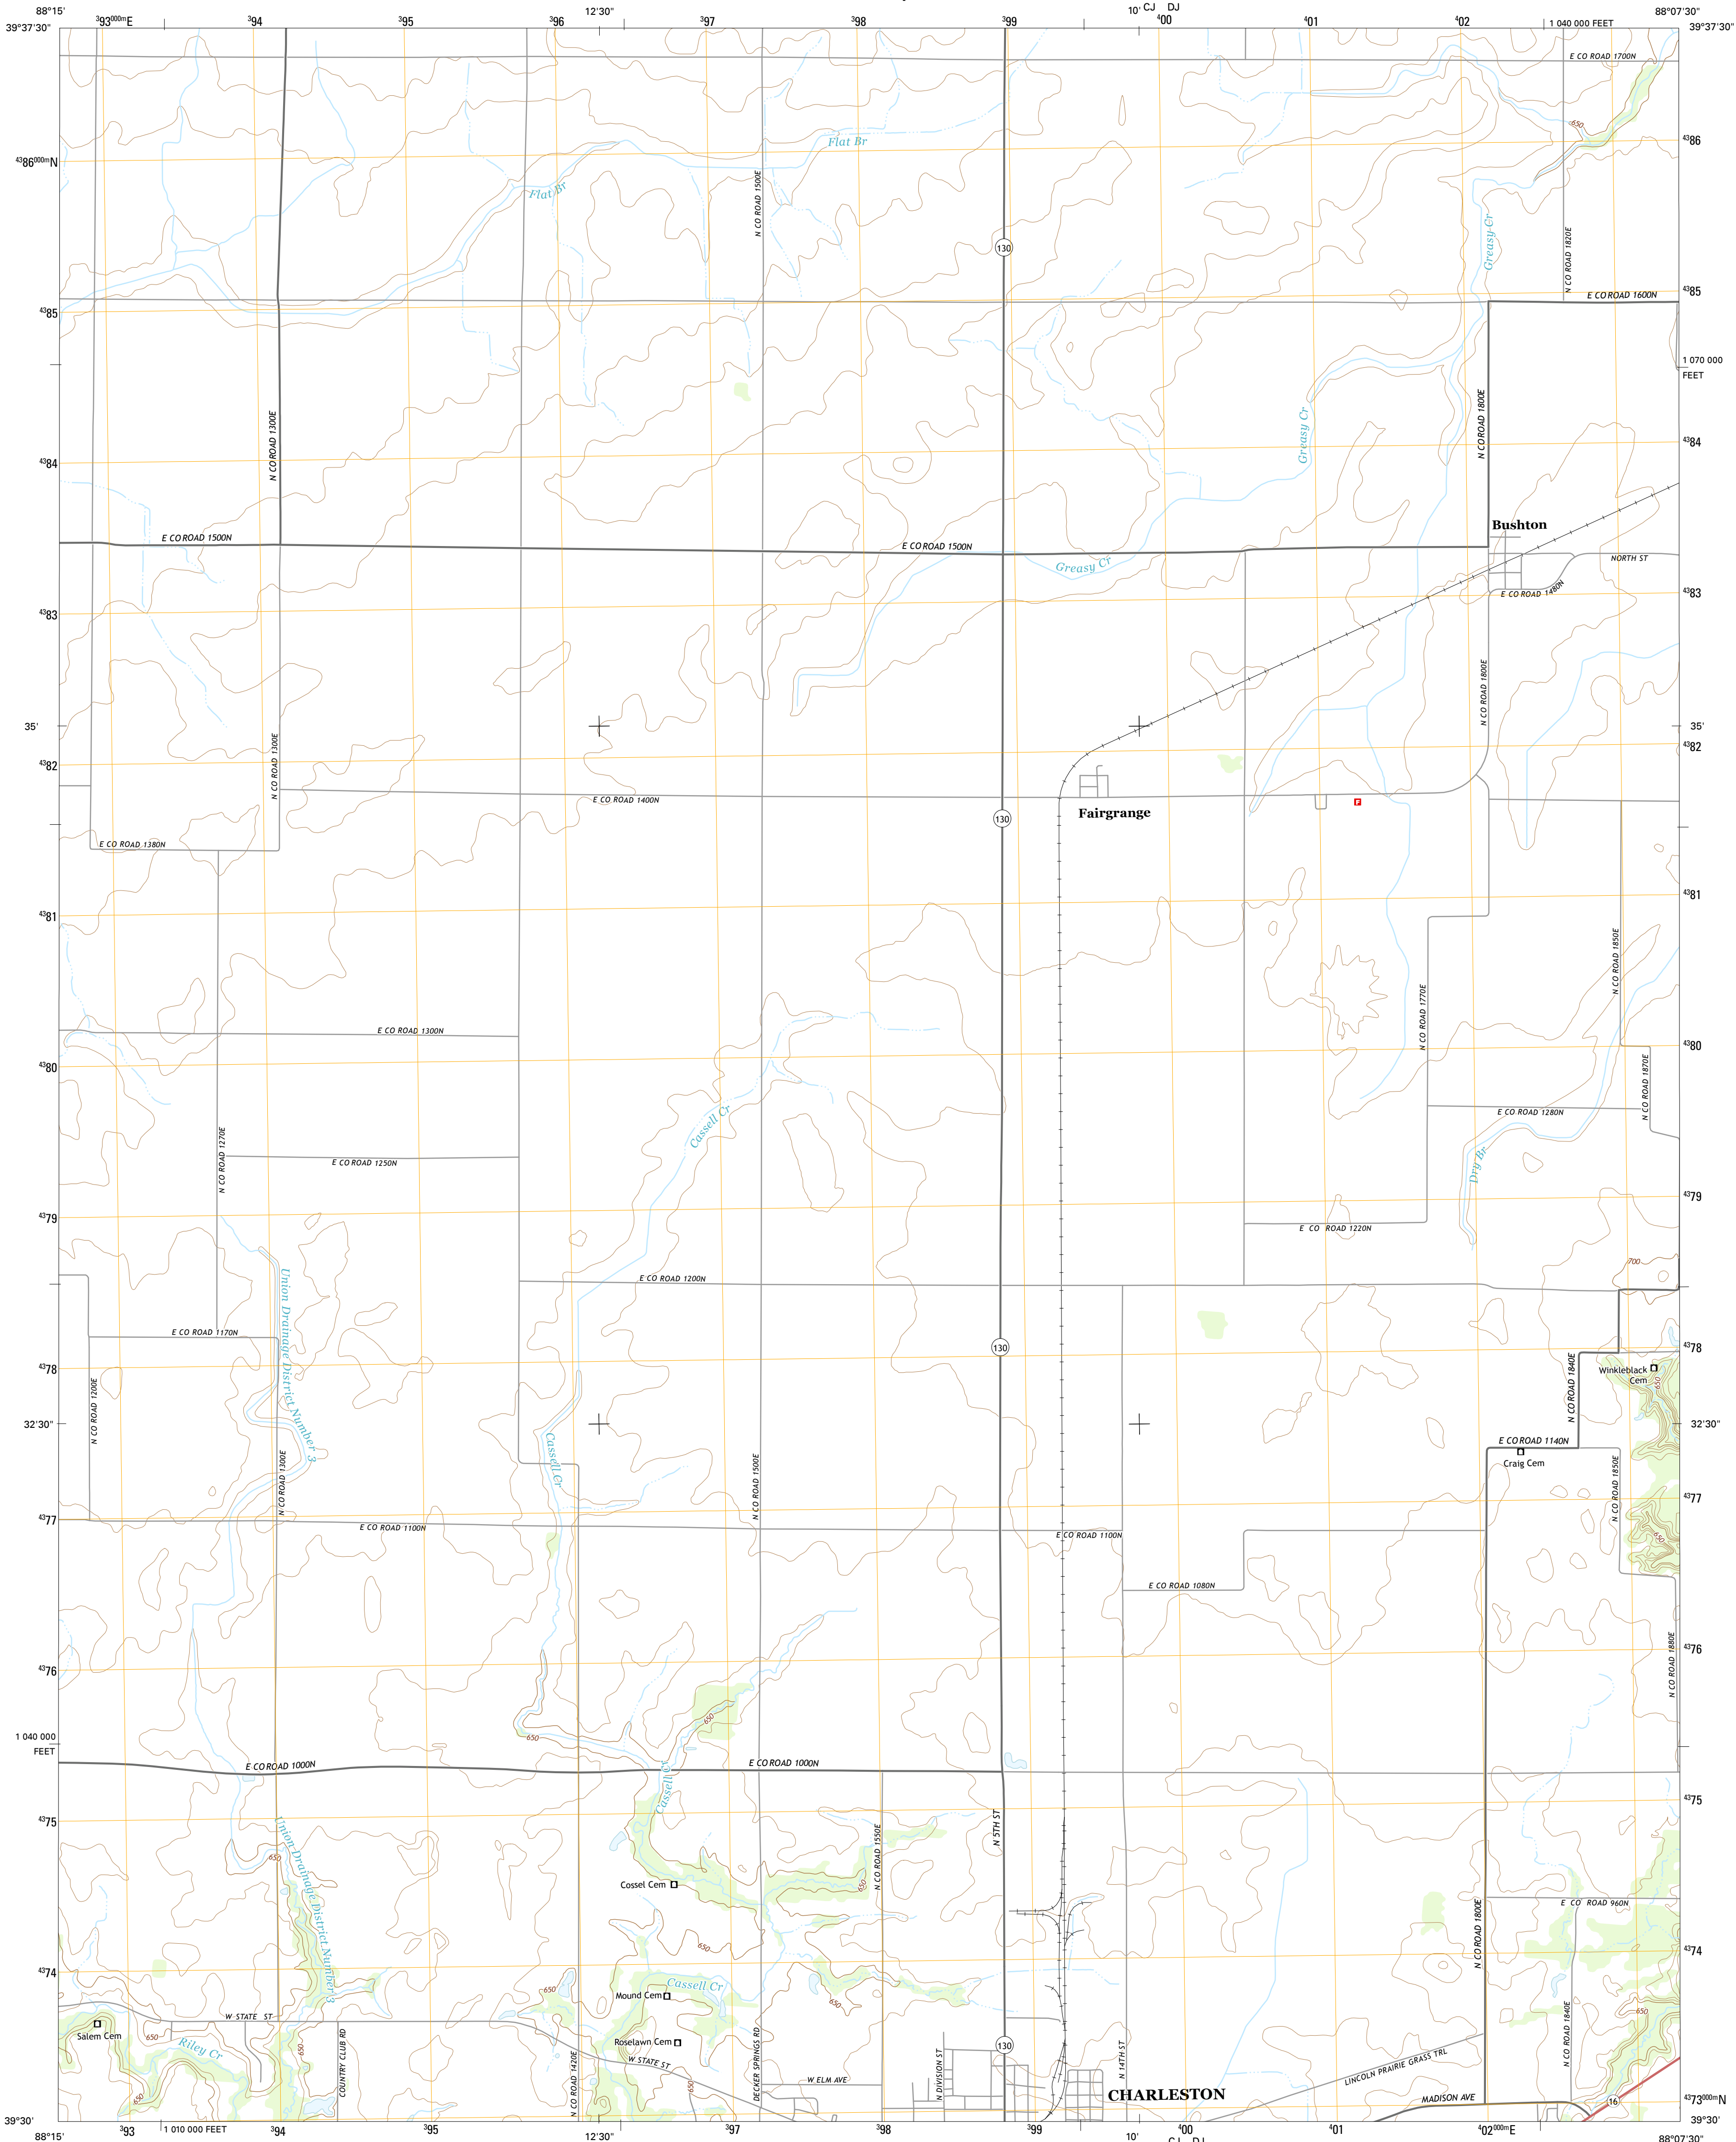 88°15'
³93⁰⁰⁰ᵐE
³94
³95
³96
12'30"
³97
³98
³99
10'
CJ DJ
⁴00
⁴01
⁴02
1 040 000 FEET
88°07'30"
39°37'30"
39°37'30"
E CO ROAD 1700N
650
⁴³86
Flat Br
⁴³86⁰⁰⁰ᵐN
Flat Br
N CO ROAD 1500E
130
Greasy Cr
N CO ROAD 1820E
⁴³85
E CO ROAD 1600N
⁴³85
1 070 000
FEET
N CO ROAD 1300E
Greasy Cr
N CO ROAD 1800E
⁴³84
⁴³84
Bushton
E CO ROAD 1500N
E CO ROAD 1500N
NORTH ST
Greasy Cr
E CO ROAD 1480N
⁴³83
⁴³83
N CO ROAD 1800E
35'
35'
N CO ROAD 1300E
⁴³82
⁴³82
E CO ROAD 1400N
F
130
Fairgrange
E CO ROAD 1380N
⁴³81
⁴³81
N CO ROAD 1850E
N CO ROAD 1770E
E CO ROAD 1300N
⁴³80
⁴³80
N CO ROAD 1870E
Cassell Cr
E CO ROAD 1280N
N CO ROAD 1270E
E CO ROAD 1250N
Dry Br
⁴³79
⁴³79
E CO ROAD 1220N
700
E CO ROAD 1200N
Union Drainage District Number 3
E CO ROAD 1170N
130
⁴³78
⁴³78
Winkleblack
Cem
650
N CO ROAD 1840E
N CO ROAD 1200E
32'30"
32'30"
E CO ROAD 1140N
Craig Cem
Cassell Cr
N CO ROAD 1300E
N CO ROAD 1500E
N CO ROAD 1850E
⁴³77
⁴³77
E CO ROAD 1100N
E CO ROAD 1100N
650
E CO ROAD 1080N
⁴³76
⁴³76
N CO ROAD 1880E
650
650
1 040 000
FEET
E CO ROAD 1000N
E CO ROAD 1000N
Cassell Cr
⁴³75
⁴³75
N 5TH ST
N CO ROAD 1550E
650
Union Drainage District Number 3
Cossel Cem
650
E CO ROAD 960N
N CO ROAD 1800E
650
⁴³74
⁴³74
Cassell Cr
650
Mound Cem
650
650
W STATE ST
Salem Cem
650
Riley Cr
650
COUNTRY CLUB RD
Roselawn Cem
W STATE ST
N CO ROAD 1420E
DECKER SPRINGS RD
130
N DIVISION ST
N 14TH ST
N CO ROAD 1840E
LINCOLN PRAIRIE GRASS TRL
W ELM AVE
650
650
CHARLESTON
MADISON AVE
16
⁴³73⁰⁰⁰ᵐN
39°30'
39°30'
88°15'
³93
1 010 000 FEET
³94
³95
12'30"
³97
³98
³99
10'
CJ DJ
⁴00
⁴01
⁴02⁰⁰⁰ᵐE
88°07'30"